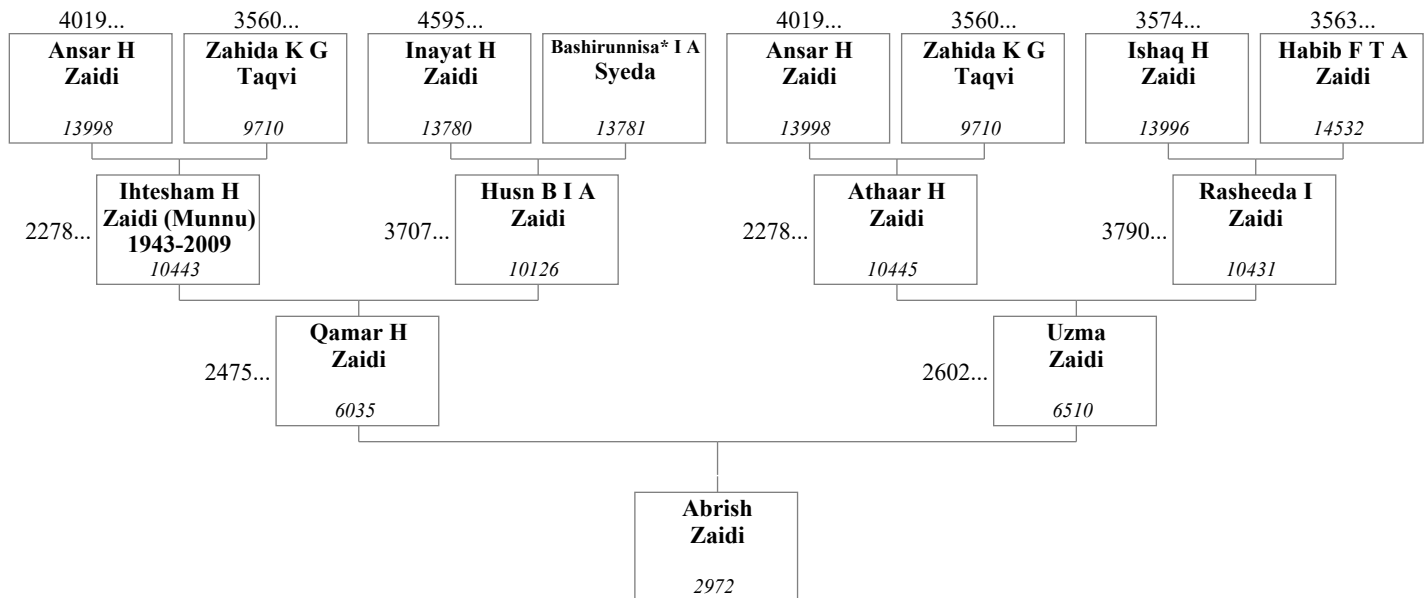 4019... 3560... 4595... 4019... 3560... 3574... 3563...
Ansar H
Zaidi
13998
Zahida K G
Taqvi
9710
Inayat H
Zaidi
13780
Bashirunnisa* I A
Syeda
13781
Ansar H
Zaidi
13998
Zahida K G
Taqvi
9710
Ishaq H
Zaidi
13996
Habib F T A
Zaidi
14532
2278...
Ihtesham H
Zaidi (Munnu)
1943-2009
10443
3707...
Husn B I A
Zaidi
10126
2278...
Athaar H
Zaidi
10445
3790...
Rasheeda I
Zaidi
10431
2475...
Qamar H
Zaidi
6035
2602...
Uzma
Zaidi
6510
Abrish
Zaidi
2972